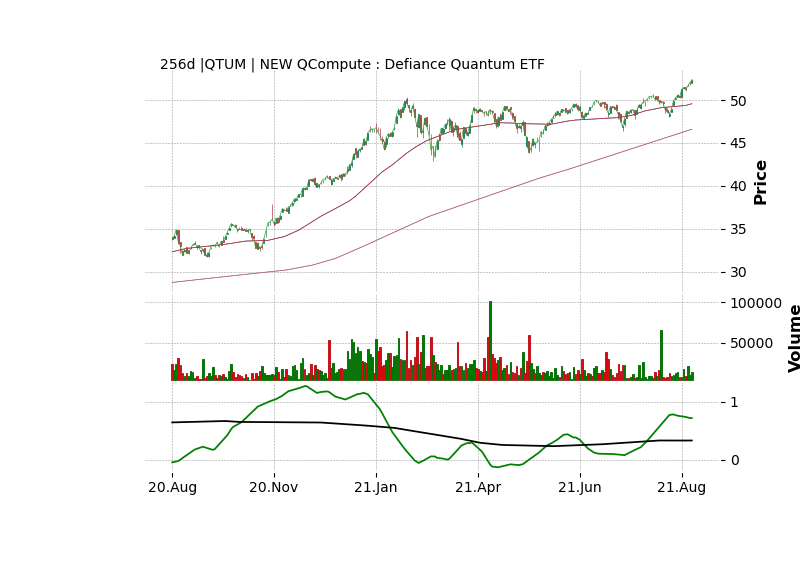 256d |QTUM | NEW QCompute : Defiance Quantum ETF
50
45
40
35
30
Price
100000
50000
Volume
1
0
20.Aug 20.Nov 21.Jan 21.Apr 21.Jun 21.Aug